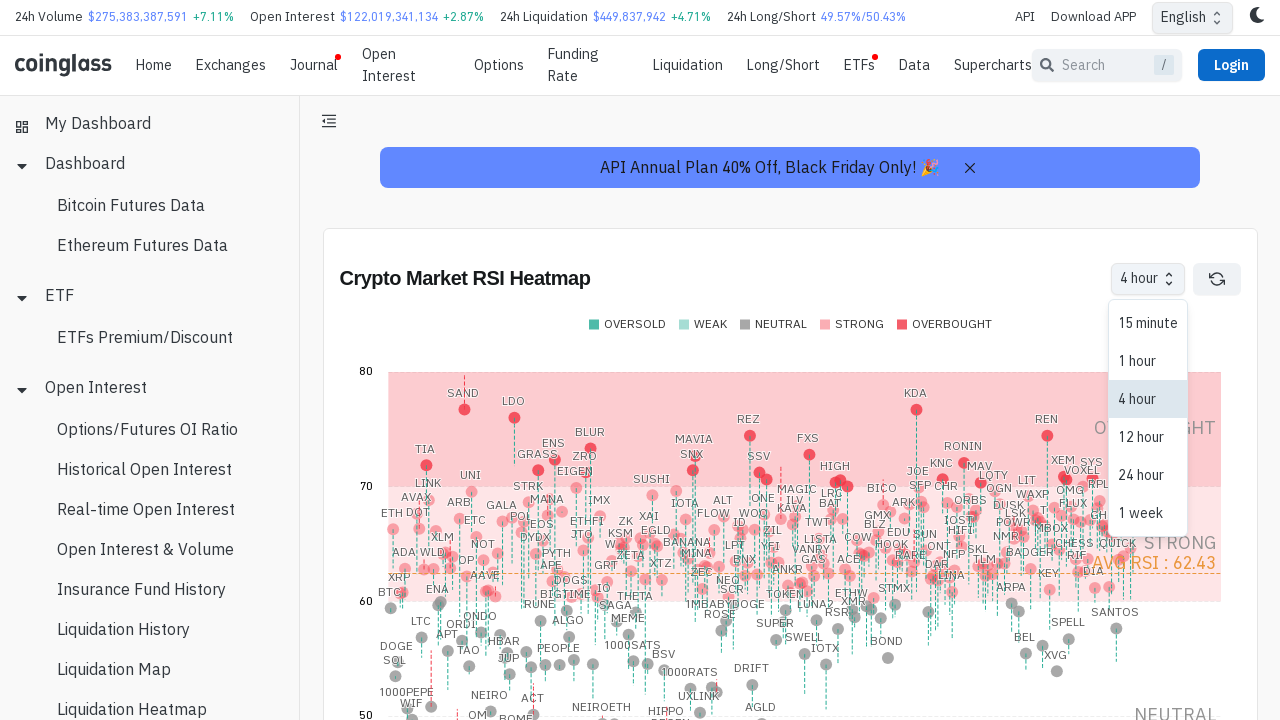 24h Volume $275,383,387,591 +7.11% Open Interest $122,019,341,134 +2.87% 24h Liquidation $449,837,942 +4.71% 24h Long/Short 49.57%/50.43% API Download APP English
coinglass Home Exchanges Journal Open Interest Options Funding Rate Liquidation Long/Short ETFs Data Supercharts Search / Login
My Dashboard
Dashboard
Bitcoin Futures Data
Ethereum Futures Data
ETF
ETFs Premium/Discount
Open Interest
Options/Futures OI Ratio
Historical Open Interest
Real-time Open Interest
Open Interest & Volume
Insurance Fund History
Liquidation History
Liquidation Map
Liquidation Heatmap
API Annual Plan 40% Off, Black Friday Only! 🎉
Crypto Market RSI Heatmap
4 hour
15 minute
1 hour
4 hour
12 hour
24 hour
1 week
OVERSOLD WEAK NEUTRAL STRONG OVERBOUGHT
80
SAND KDA
LDO
REZ REN
BLUR
MAVIA FXS
ENS
TIA GRASS ZRO SNX SSV HIGH RONIN
KNC XEM SYS
UNI EIGEN JOE MAV VOXEL
LINK STRK SUSHI LOTY LIT RPL
70
AVAX ARB GALA MANA IMX IOTA ALT ONE MAGIC ILV LRC BAT BICO ARK SFP CHR ORBS OGN WAXP OMG
ETH DOT ETC POL EOS ETHFI ZK XAI FLOW WOO KAVA TWT GMX BLZ IOST DUSK FLUX
XLM DYDX JTO KSM EGLD ID ZIL HIFI POWR MBOX
ADA WLD NOT PYTH ZETA BANANA LPT YFI LISTA COW EDU SUN NMR CHESS QUICK
STRONG
OP APE GRT XTZ MINA BNX VANRY GAS ACE HOOK RARE ONT NFP SKL TLM BADGER RIF
AVG RSI : 62.43
XRP AAVE DOGS IO ZEC NEO ANKR DAR LINA KEY DIA
BTC ENA BIGTIME THETA SCR TOKEN ETHW STMX ARPA
60
RUNE SAGA 1MBABYDOGE LUNA XMR
LTC ORDI ONDO ALGO MEME ROSE SUPER RSR SPELL SANTOS
APT HBAR SWELL BOND BEL
DOGE TAO PEOPLE 1000SATS IOTX
SOL JUP BSV XVG
1000RATS DRIFT
1000PEPE NEIRO ACT UXLINK
WIF NEIROETH HIPPO AGLD
50
NEUTRAL